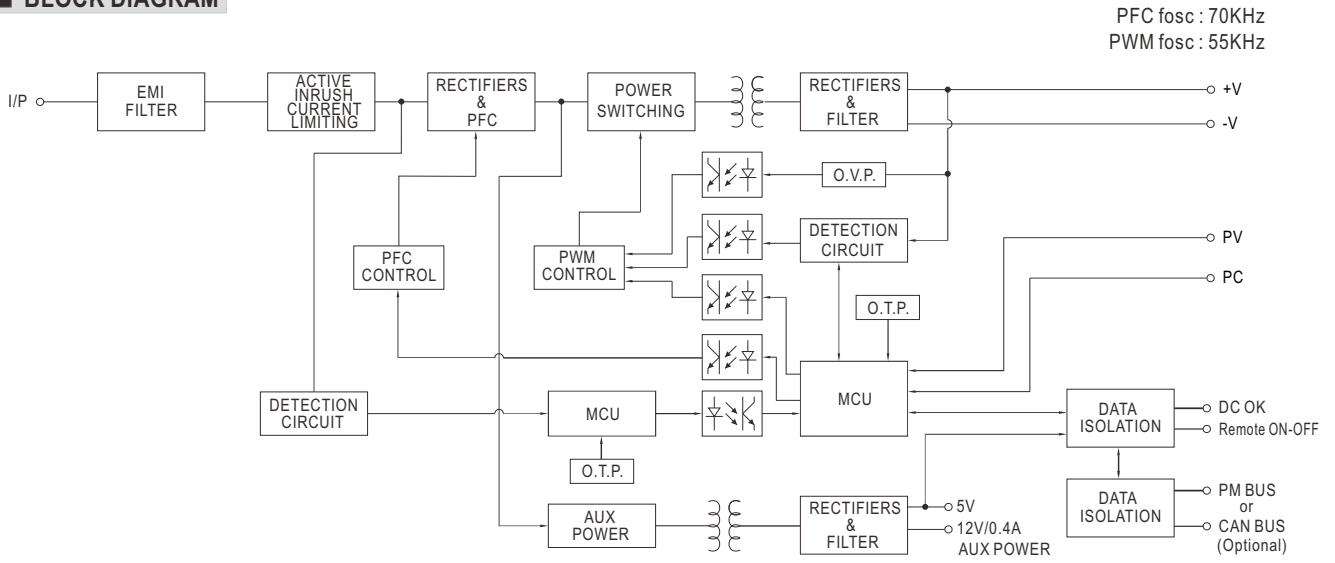 BLOCK DIAGRAM
PFC fosc : 70KHz
PWM fosc : 55KHz
I/P
EMI
FILTER
ACTIVE
INRUSH
CURRENT
LIMITING
RECTIFIERS
&
PFC
POWER
SWITCHING
RECTIFIERS
&
FILTER
+V
-V
O.V.P.
DETECTION
CIRCUIT
PFC
CONTROL
PWM
CONTROL
PV
PC
O.T.P.
MCU
DETECTION
CIRCUIT
MCU
O.T.P.
DATA
ISOLATION
DC OK
Remote ON-OFF
AUX
POWER
RECTIFIERS
&
FILTER
5V
12V/0.4A
AUX POWER
DATA
ISOLATION
PM BUS
or
CAN BUS
(Optional)